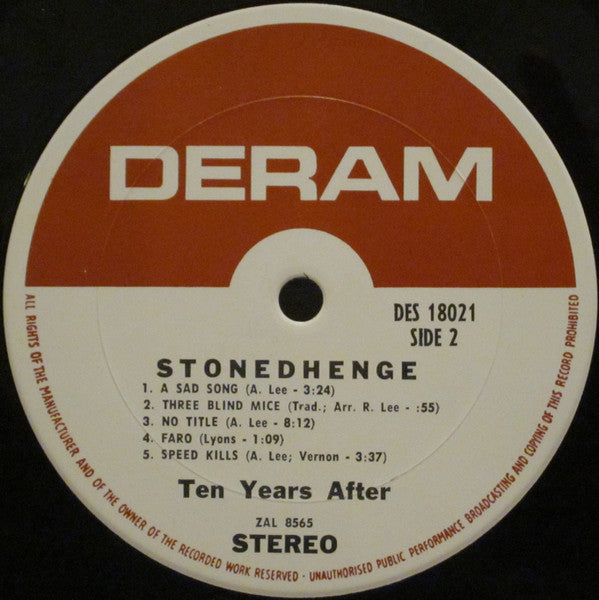 DERAM
DES 18021
SIDE 2
STONEDHENGE
1. A SAD SONG (A. Lee - 3:24)
2. THREE BLIND MICE (Trad.; Arr. R. Lee - :55)
3. NO TITLE (A. Lee - 8:12)
4. FARO (Lyons - 1:09)
5. SPEED KILLS (A. Lee; Vernon - 3:37)
Ten Years After
ZAL 8565
STEREO
ALL RIGHTS OF THE MANUFACTURER AND OF THE OWNER OF THE RECORDED WORK RESERVED - UNAUTHORISED PUBLIC PERFORMANCE BROADCASTING AND COPYING OF THIS RECORD PROHIBITED